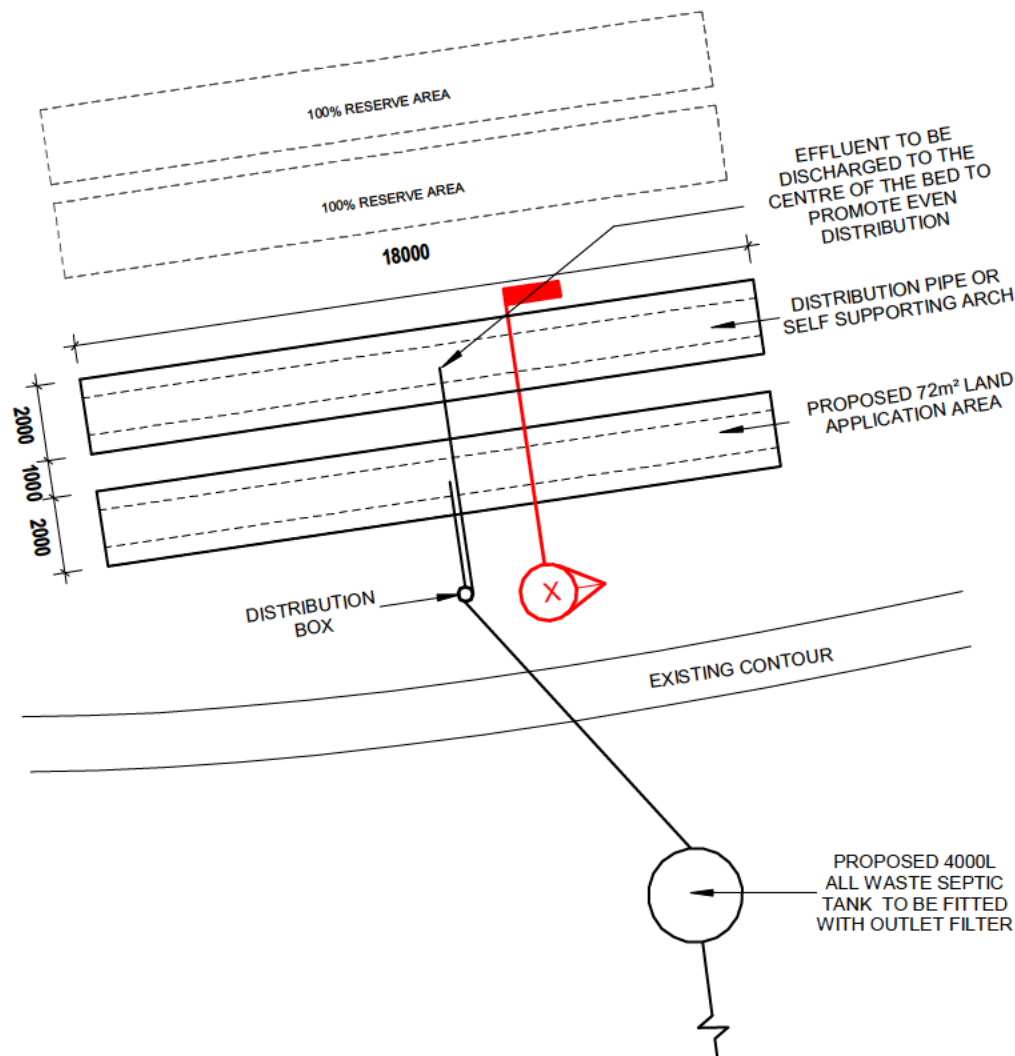 100% RESERVE AREA
100% RESERVE AREA
EFFLUENT TO BE
DISCHARGED TO THE
CENTRE OF THE BED TO
PROMOTE EVEN
DISTRIBUTION
18000
DISTRIBUTION PIPE OR
SELF SUPPORTING ARCH
2000
1000
2000
PROPOSED 72m² LAND
APPLICATION AREA
DISTRIBUTION
BOX
X
EXISTING CONTOUR
PROPOSED 4000L
ALL WASTE SEPTIC
TANK TO BE FITTED
WITH OUTLET FILTER